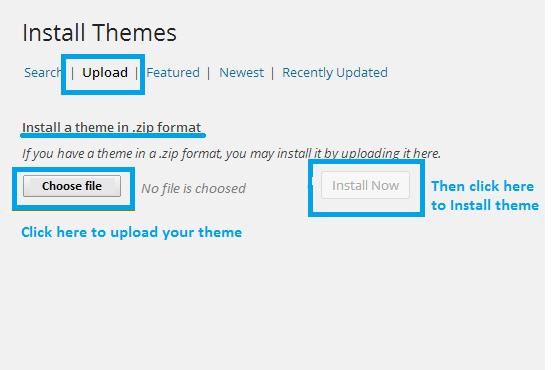 Install Themes
Search | Upload | Featured | Newest | Recently Updated
Install a theme in .zip format
If you have a theme in a .zip format, you may install it by uploading it here.
Choose file No file is choosed Install Now
Then click here
to Install theme
Click here to upload your theme